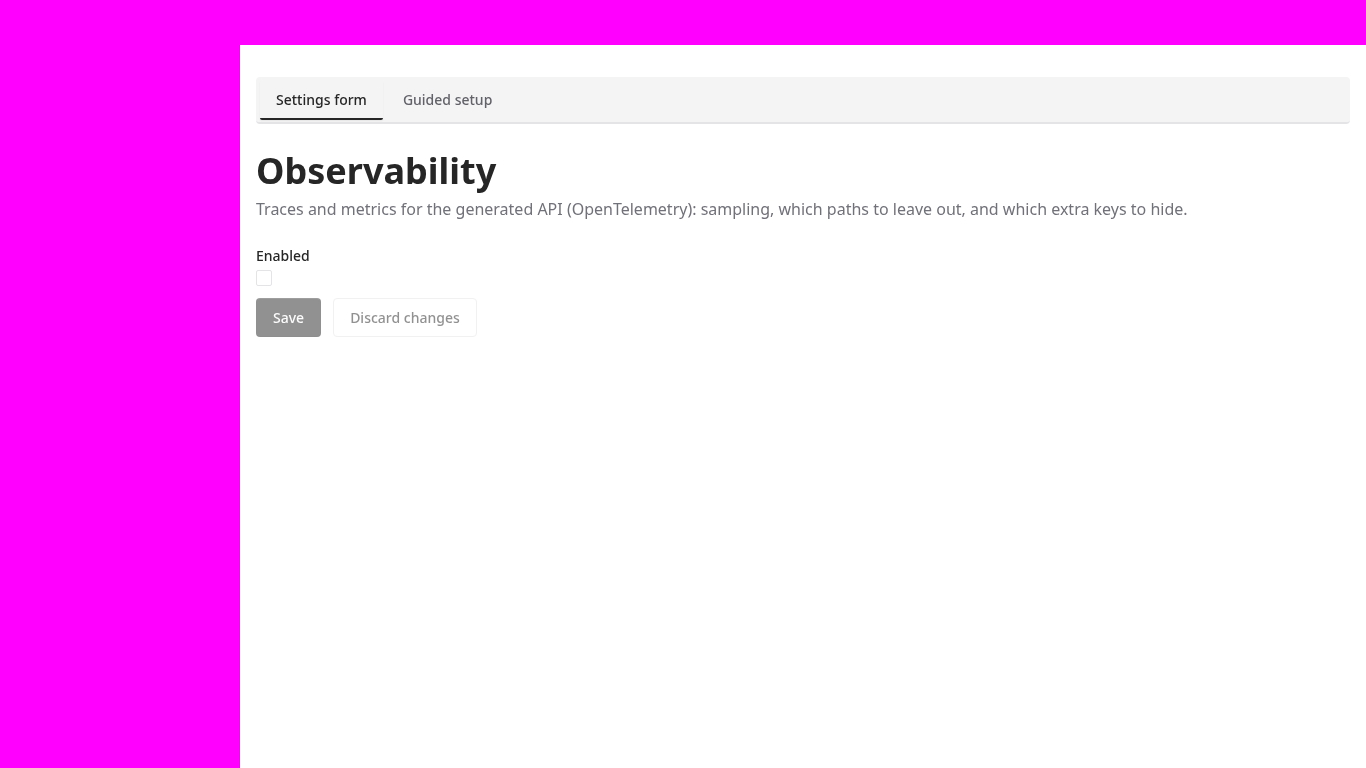 Settings form
Guided setup
Observability
Traces and metrics for the generated API (OpenTelemetry): sampling, which paths to leave out, and which extra keys to hide.
Enabled
Save
Discard changes